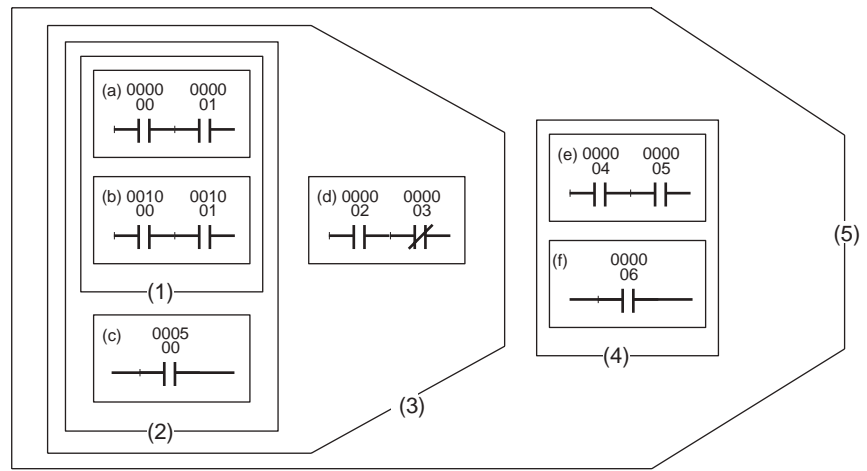 (a) 0000 0000
00 01
(b) 0010 0010
00 01
(1)
(c) 0005
00
(2)
(d) 0000 0000
02 03
(3)
(e) 0000 0000
04 05
(f) 0000
06
(4)
(5)